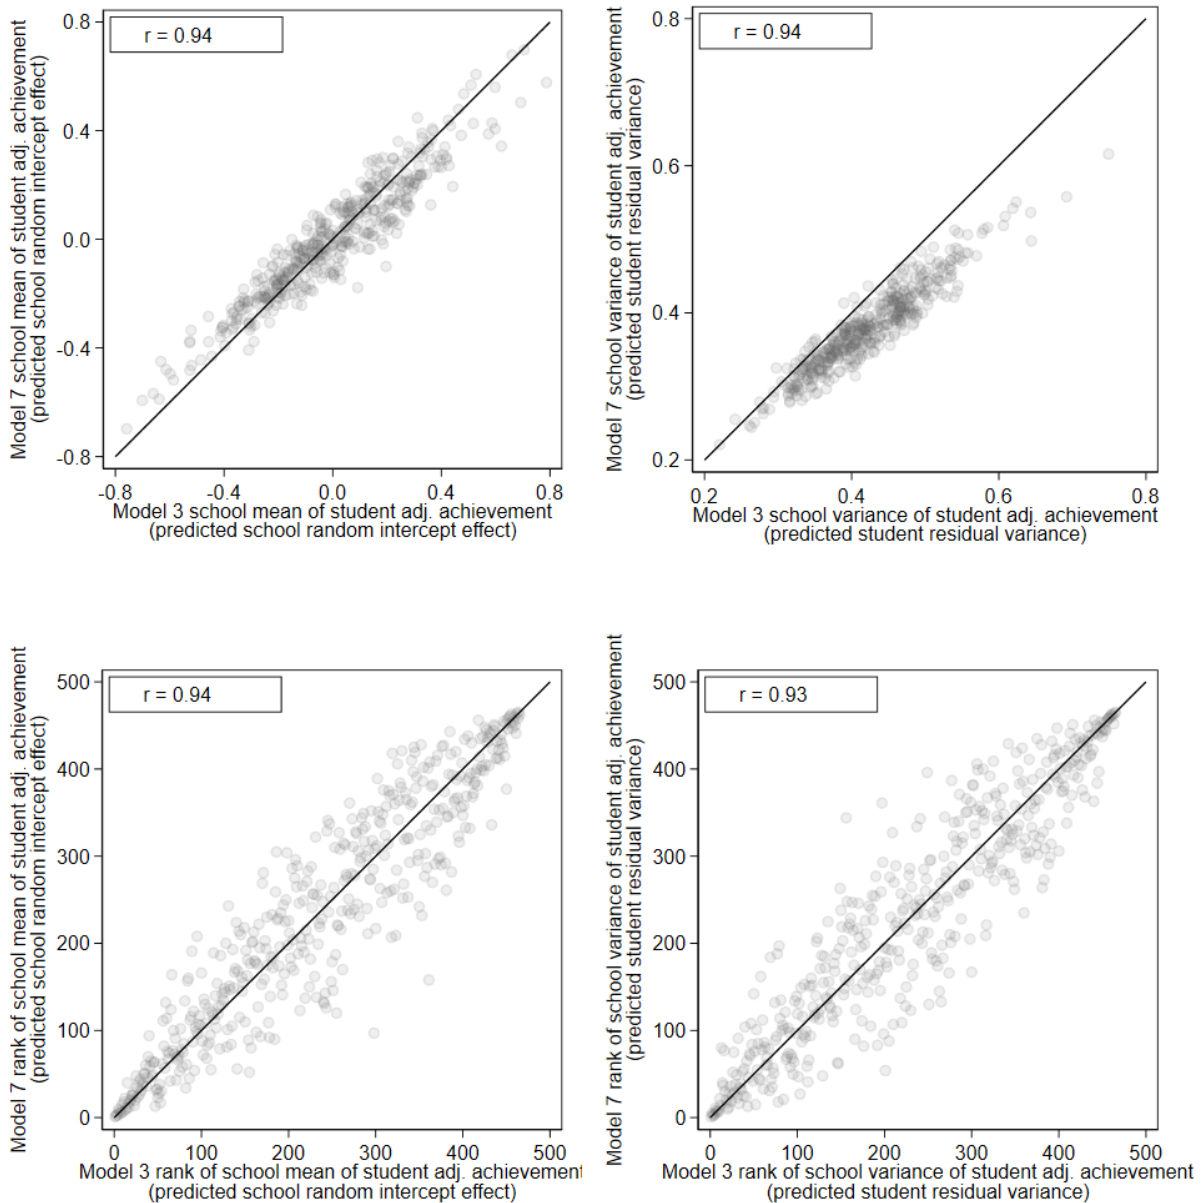 Model 7 school mean of student adj. achievement
(predicted school random intercept effect)
r = 0.94
0.8
0.4
0.0
-0.4
-0.8
-0.8 -0.4 0.0 0.4 0.8
Model 3 school mean of student adj. achievement
(predicted school random intercept effect)
Model 7 school variance of student adj. achievement
(predicted student residual variance)
r = 0.94
0.8
0.6
0.4
0.2
0.2 0.4 0.6 0.8
Model 3 school variance of student adj. achievement
(predicted student residual variance)
Model 7 rank of school mean of student adj. achievement
(predicted school random intercept effect)
r = 0.94
500
400
300
200
100
0
0 100 200 300 400 500
Model 3 rank of school mean of student adj. achievement
(predicted school random intercept effect)
Model 7 rank of school variance of student adj. achievement
(predicted student residual variance)
r = 0.93
500
400
300
200
100
0
0 100 200 300 400 500
Model 3 rank of school variance of student adj. achievement
(predicted student residual variance)